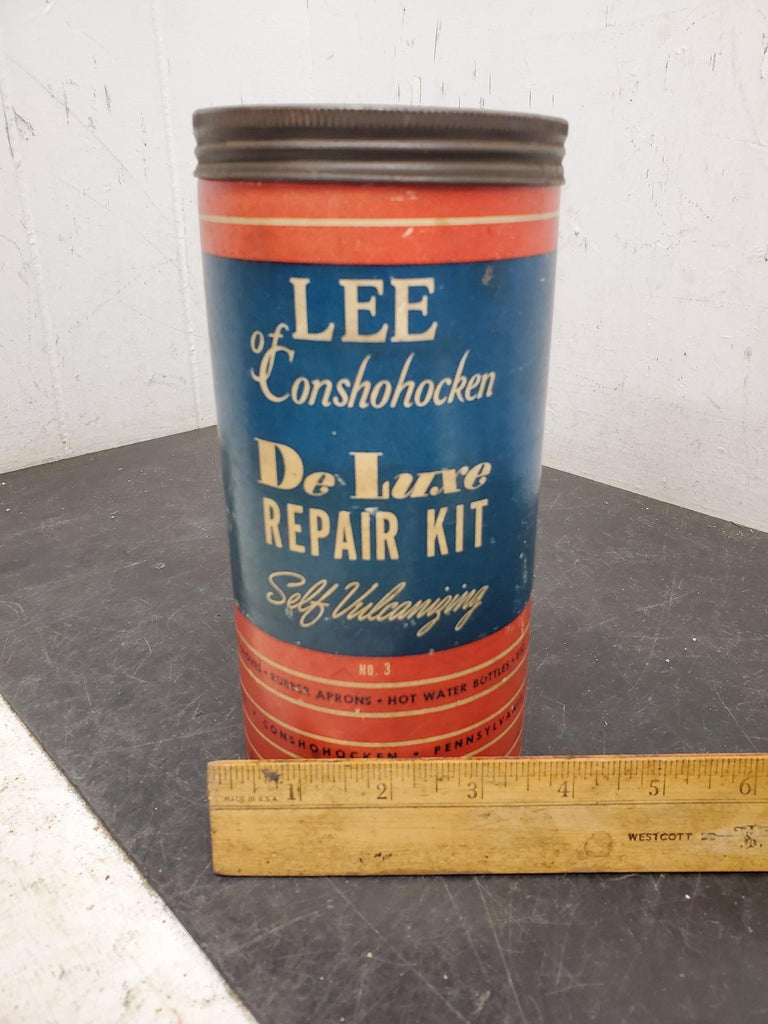 LEE
of Conshohocken
De Luxe
REPAIR KIT
Self Vulcanizing
NO. 3
• RUBBER APRONS • HOT WATER BOTTLES •
• CONSHOHOCKEN • PENNSYLVANIA
1 2 3 4 5 6
MADE IN U.S.A.
WESTCOTT